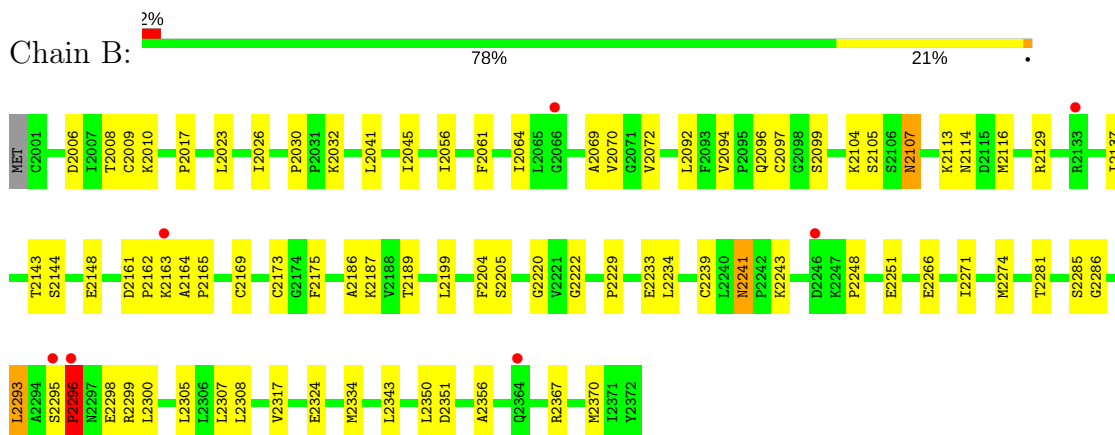 2%
Chain B:
78% 21% •
MET C2001 D2006 I2007 T2008 C2009 K2010 P2017 L2023 I2026 P2030 P2031 K2032 L2041 I2045 I2056 F2061 I2064 L2065 G2066 A2069 V2070 G2071 V2072 L2092 F2093 V2094 P2095 Q2096 C2097 G2098 S2099 K2104 S2105 S2106 N2107 K2113 N2114 D2115 M2116 R2129 R2133 I2137
T2143 S2144 E2148 D2161 P2162 K2163 A2164 P2165 C2169 C2173 G2174 F2175 A2186 K2187 V2188 T2189 L2199 F2204 S2205 G2220 V2221 G2222 P2229 E2233 L2234 C2239 L2240 N2241 P2242 K2243 D2246 K2247 P2248 E2251 E2266 I2271 M2274 T2281 S2285 G2286
L2293 A2294 S2295 P2296 N2297 E2298 R2299 L2300 L2305 L2306 L2307 L2308 V2317 E2324 M2334 L2343 L2350 D2351 A2356 Q2364 R2367 M2370 I2371 Y2372